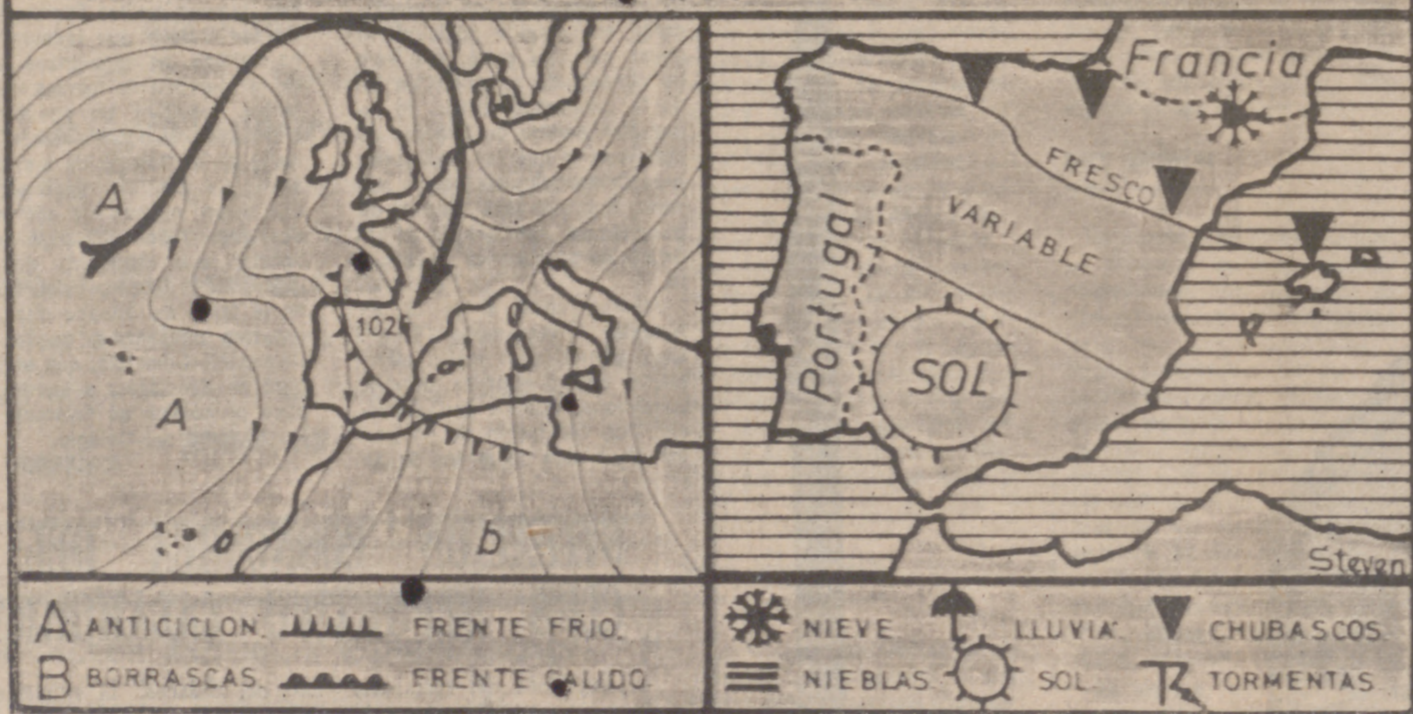 A
A
1026
b
Francia
FRESCO
VARIABLE
Portugal
SOL
Steven
A ANTICICLON. FRENTE FRIO.
B BORRASCAS. FRENTE CALIDO.
NIEVE LLUVIA. CHUBASCOS.
NIEBLAS. SOL. TORMENTAS